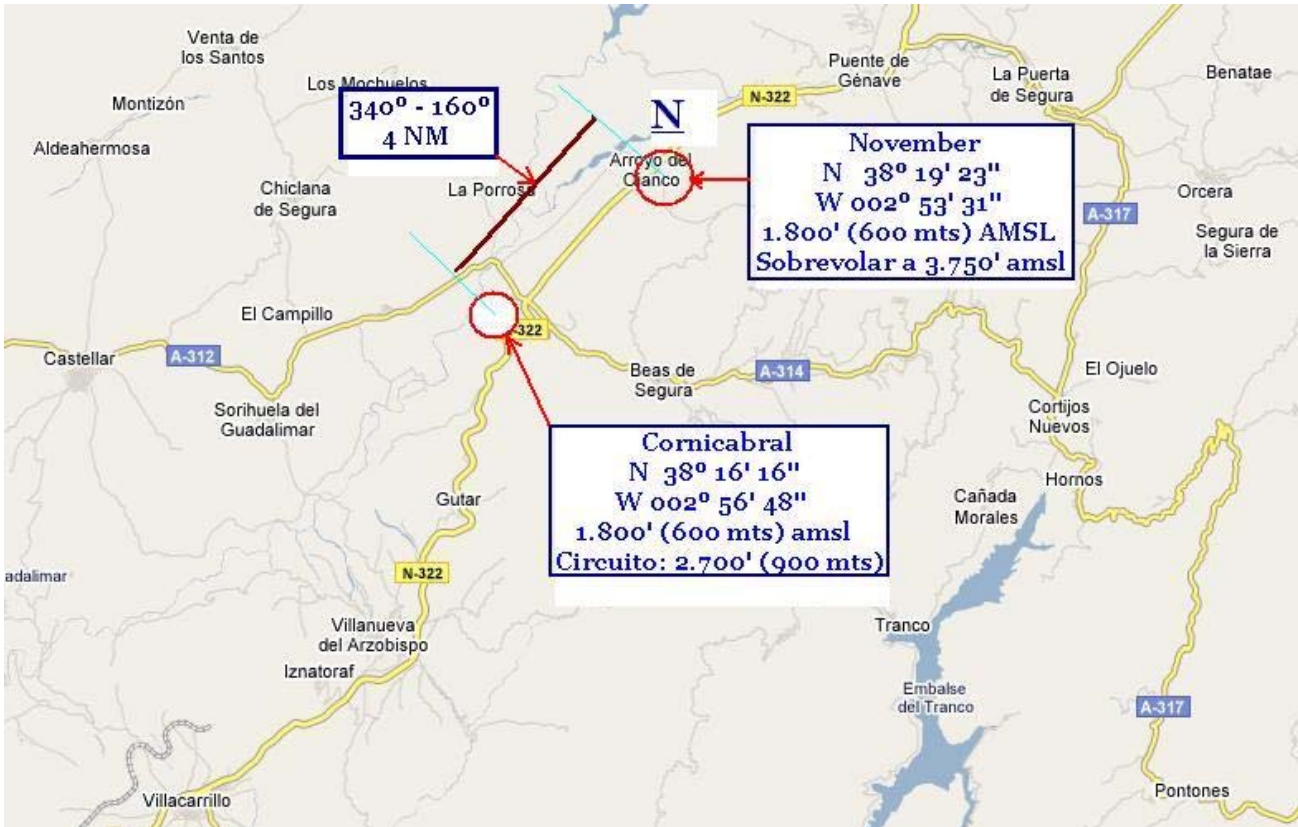 Venta de
los Santos
Los Mochuelos
Montizón
Aldeahermosa
340º - 160º
4 NM
N
N-322
Puente de
Génave
La Puerta
de Segura
Benatae
Arroyo del
Ojanco
November
N 38º 19' 23"
W 002º 53' 31"
1.800' (600 mts) AMSL
Sobrevolar a 3.750' amsl
Chiclana
de Segura
La Porrosa
Orcera
A-317
Segura de
la Sierra
El Campillo
Castellar
A-312
N-322
Sorihuela del
Guadalimar
Beas de
Segura
A-314
El Ojuelo
Cortijos
Nuevos
Hornos
Cornicabral
N 38º 16' 16"
W 002º 56' 48"
1.800' (600 mts) amsl
Circuito: 2.700' (900 mts)
Gutar
Cañada
Morales
adalimar
N-322
Villanueva
del Arzobispo
Iznatoraf
Tranco
Embalse
del Tranco
A-317
Villacarrillo
Pontones